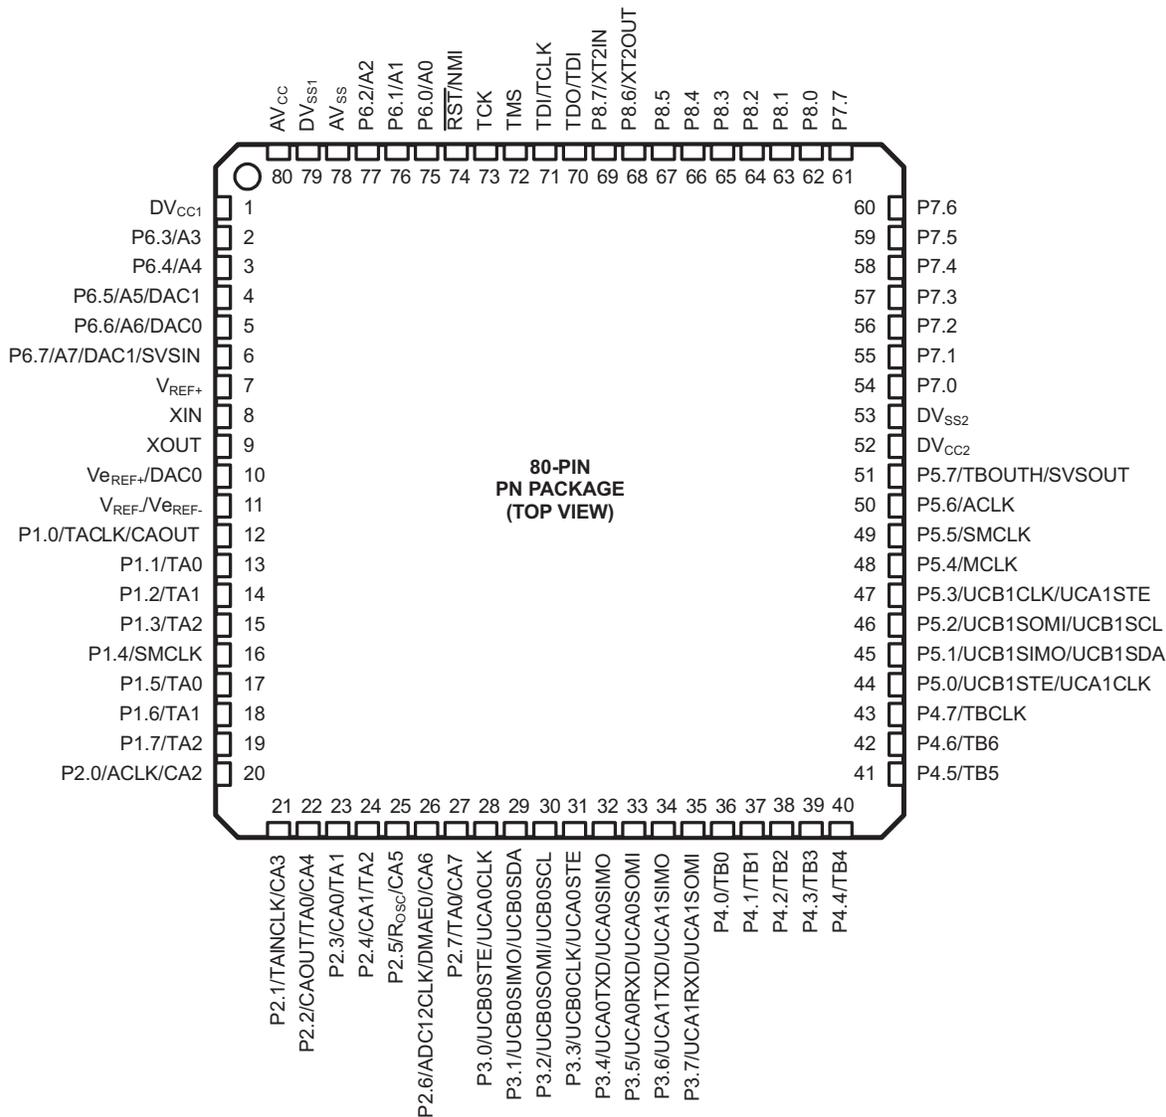 AVCC
DVSS1
AVSS
P6.2/A2
P6.1/A1
P6.0/A0
RST/NMI
TCK
TMS
TDI/TCLK
TDO/TDI
P8.7/XT2IN
P8.6/XT2OUT
P8.5
P8.4
P8.3
P8.2
P8.1
P8.0
P7.7
80 79 78 77 76 75 74 73 72 71 70 69 68 67 66 65 64 63 62 61
DVCC1 1 60 P7.6
P6.3/A3 2 59 P7.5
P6.4/A4 3 58 P7.4
P6.5/A5/DAC1 4 57 P7.3
P6.6/A6/DAC0 5 56 P7.2
P6.7/A7/DAC1/SVSIN 6 55 P7.1
VREF+ 7 54 P7.0
XIN 8 53 DVSS2
XOUT 9 52 DVCC2
VeREF+/DAC0 10 51 P5.7/TBOUTH/SVSOUT
VREF-/VeREF- 11 50 P5.6/ACLK
P1.0/TACLK/CAOUT 12 49 P5.5/SMCLK
P1.1/TA0 13 48 P5.4/MCLK
P1.2/TA1 14 47 P5.3/UCB1CLK/UCA1STE
P1.3/TA2 15 46 P5.2/UCB1SOMI/UCB1SCL
P1.4/SMCLK 16 45 P5.1/UCB1SIMO/UCB1SDA
P1.5/TA0 17 44 P5.0/UCB1STE/UCA1CLK
P1.6/TA1 18 43 P4.7/TBCLK
P1.7/TA2 19 42 P4.6/TB6
P2.0/ACLK/CA2 20 41 P4.5/TB5
80-PIN
PN PACKAGE
(TOP VIEW)
21 22 23 24 25 26 27 28 29 30 31 32 33 34 35 36 37 38 39 40
P2.1/TAINCLK/CA3
P2.2/CAOUT/TA0/CA4
P2.3/CA0/TA1
P2.4/CA1/TA2
P2.5/ROSC/CA5
P2.6/ADC12CLK/DMAE0/CA6
P2.7/TA0/CA7
P3.0/UCB0STE/UCA0CLK
P3.1/UCB0SIMO/UCB0SDA
P3.2/UCB0SOMI/UCB0SCL
P3.3/UCB0CLK/UCA0STE
P3.4/UCA0TXD/UCA0SIMO
P3.5/UCA0RXD/UCA0SOMI
P3.6/UCA1TXD/UCA1SIMO
P3.7/UCA1RXD/UCA1SOMI
P4.0/TB0
P4.1/TB1
P4.2/TB2
P4.3/TB3
P4.4/TB4